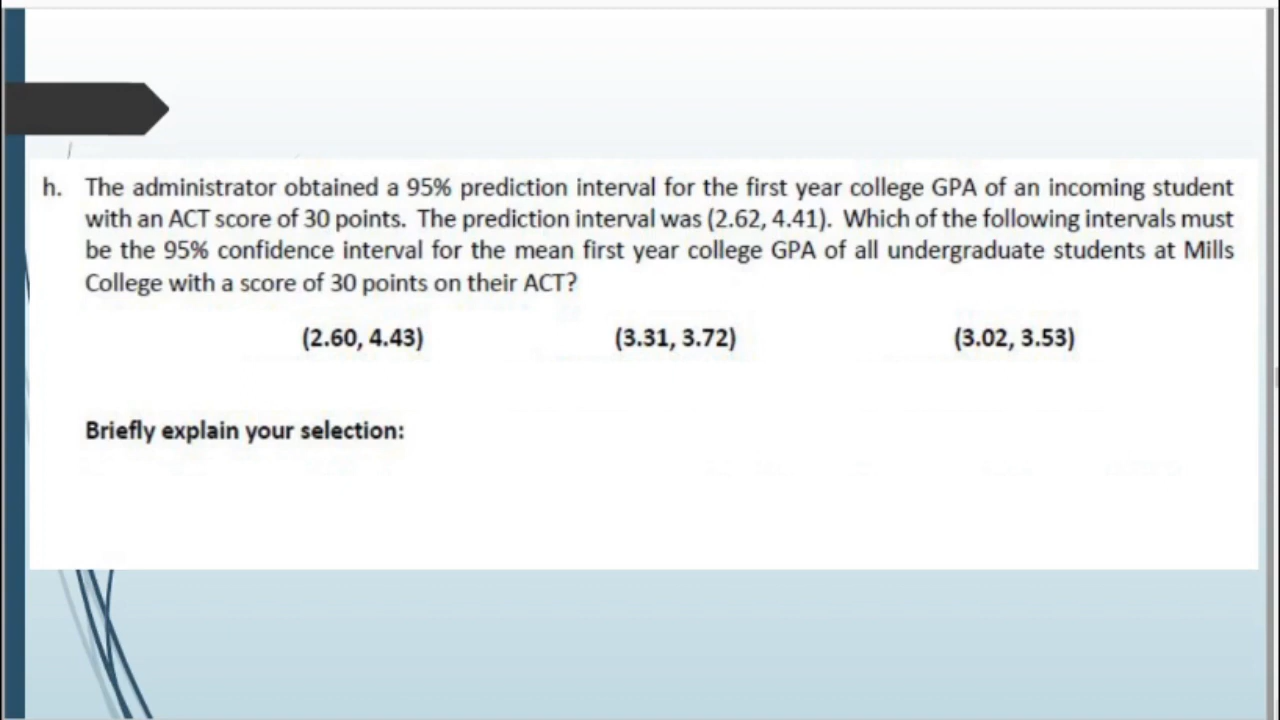 h. The administrator obtained a 95% prediction interval for the first year college GPA of an incoming student
with an ACT score of 30 points. The prediction interval was (2.62, 4.41). Which of the following intervals must
be the 95% confidence interval for the mean first year college GPA of all undergraduate students at Mills
College with a score of 30 points on their ACT?
(2.60, 4.43) (3.31, 3.72) (3.02, 3.53)
Briefly explain your selection: